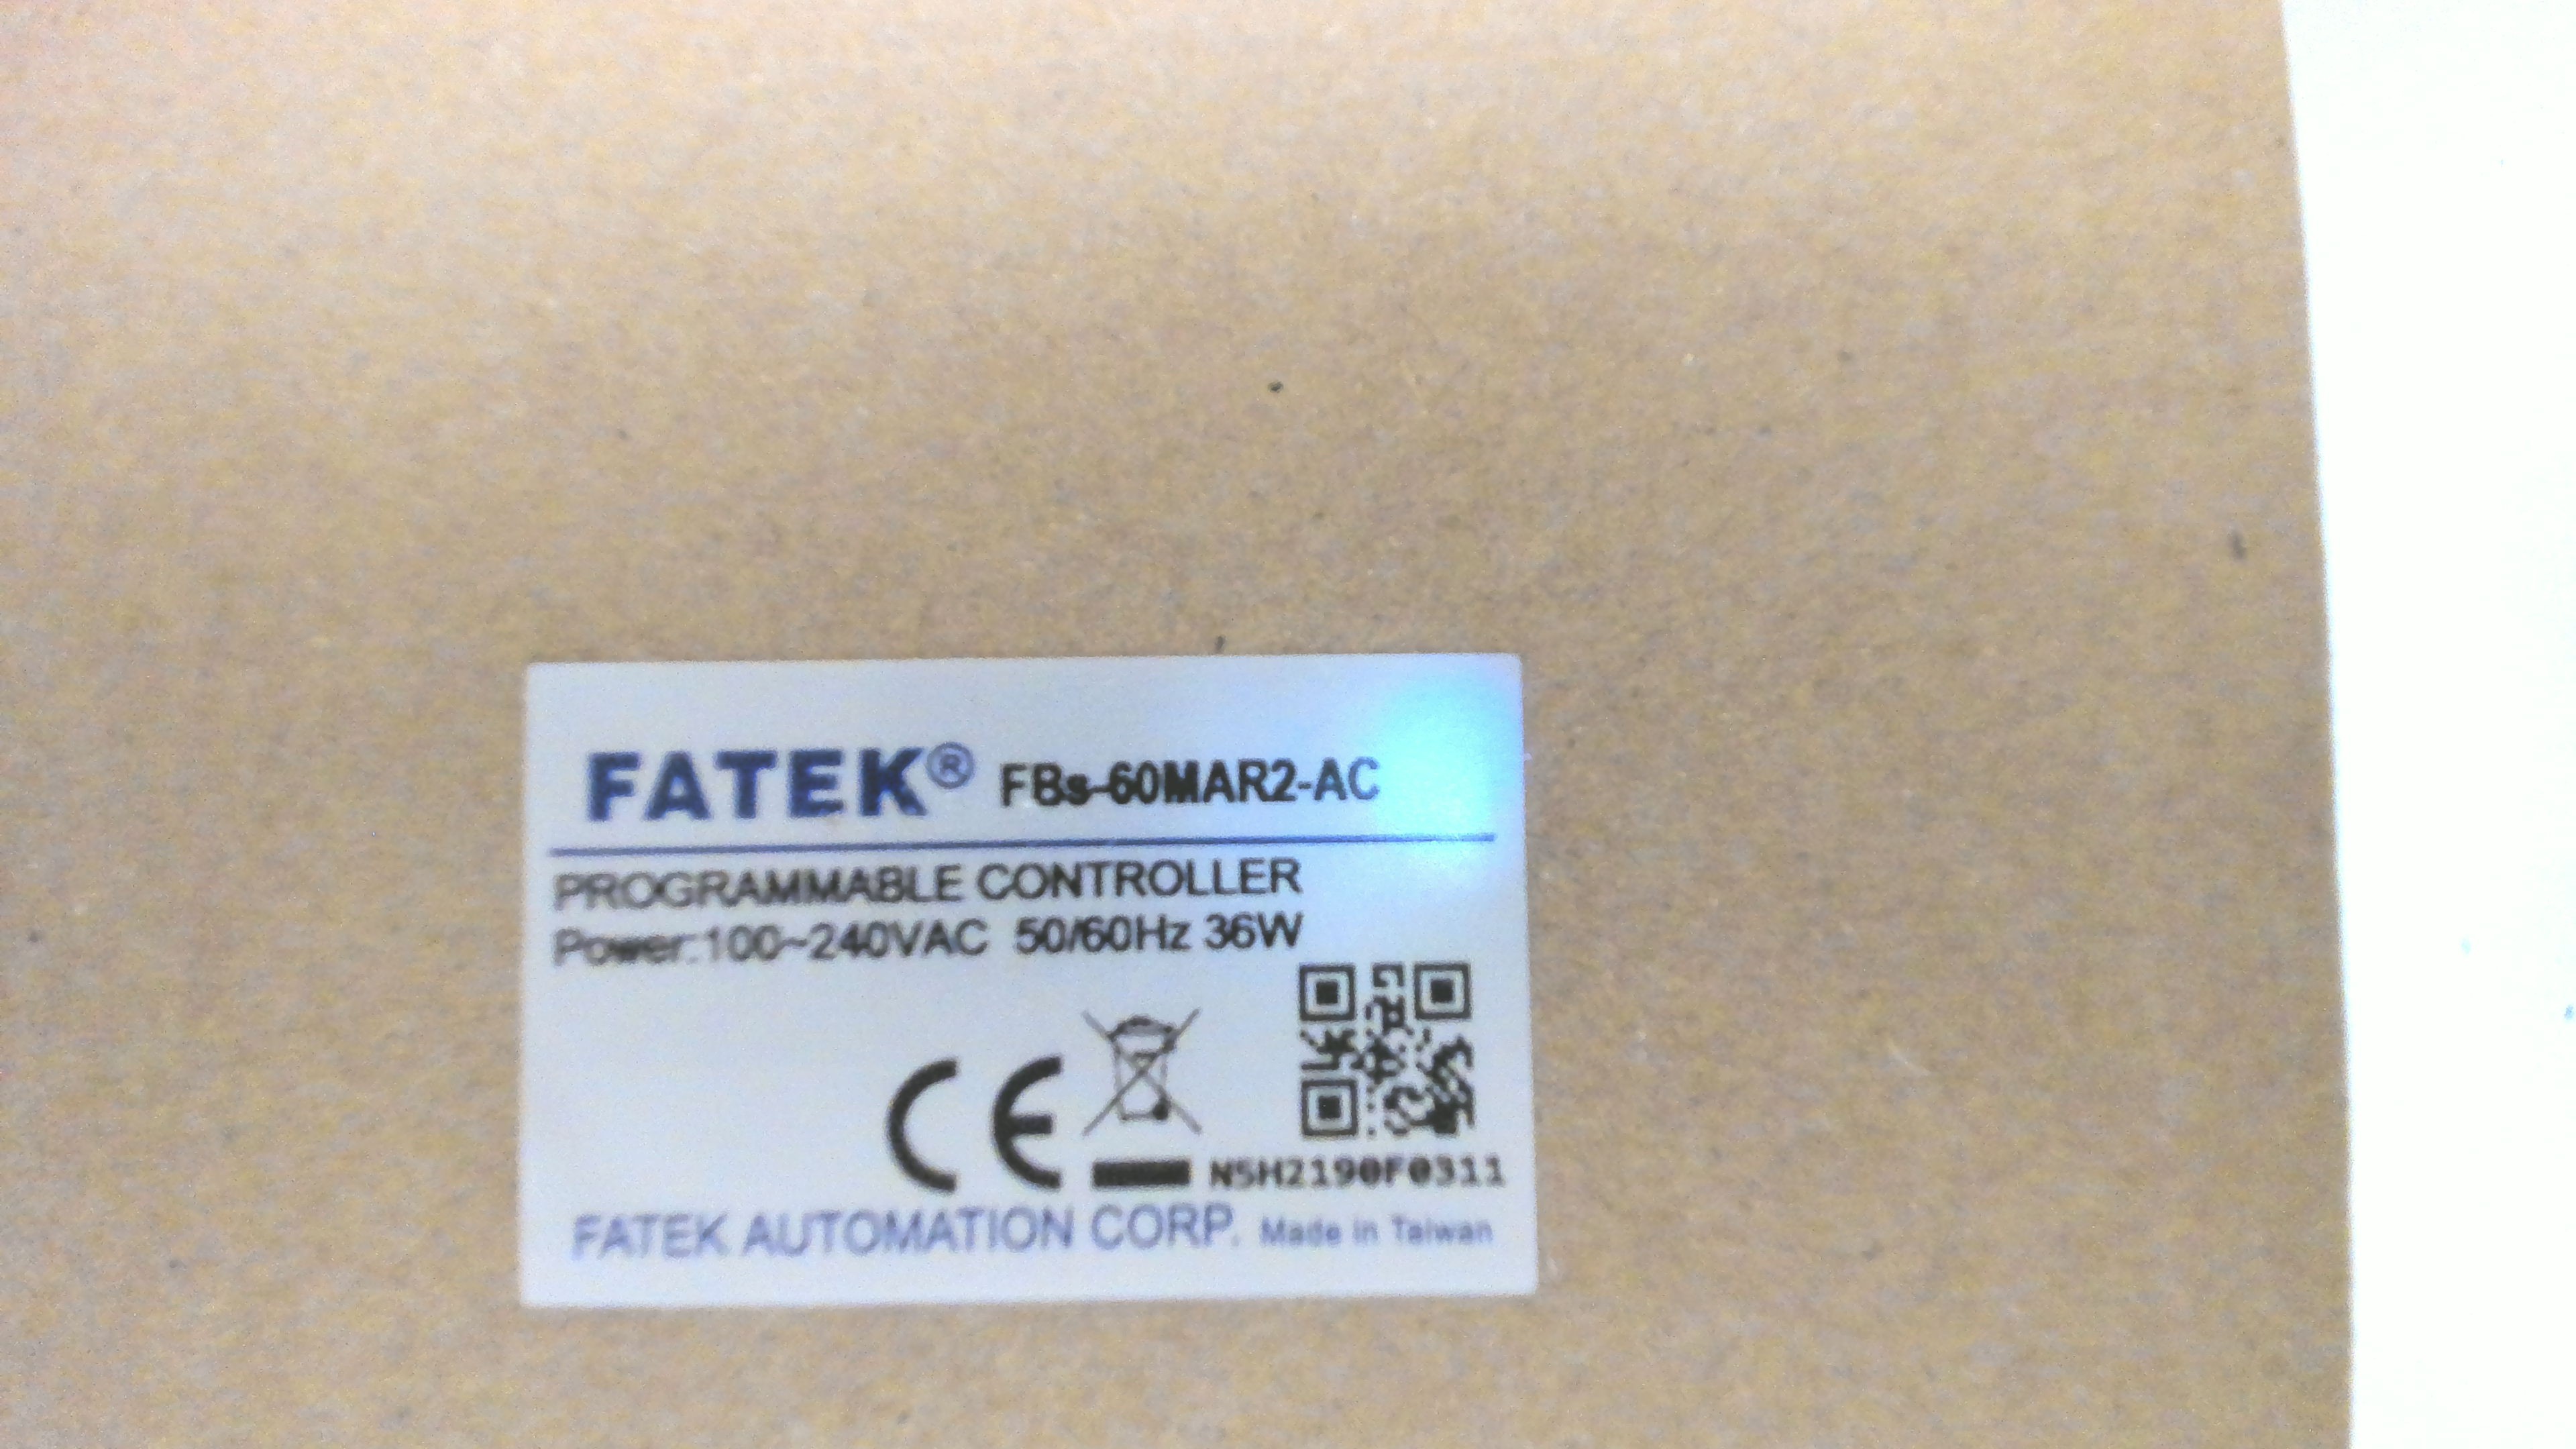 FATEK® FBs-60MAR2-AC
PROGRAMMABLE CONTROLLER
Power:100~240VAC 50/60Hz 36W
CE
N5H2190F0311
FATEK AUTOMATION CORP. Made in Taiwan